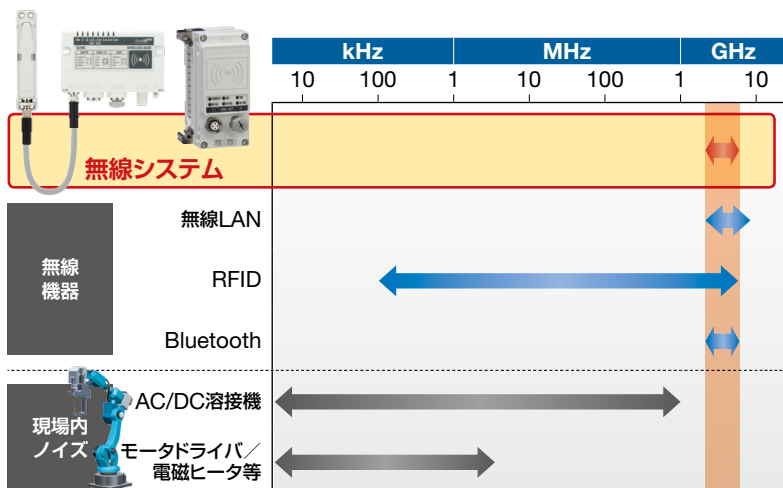 kHz MHz GHz
10 100 1 10 100 1 10
無線システム
無線LAN
無線
機器
RFID
Bluetooth
AC/DC溶接機
現場内
ノイズ
モータドライバ／
電磁ヒータ等